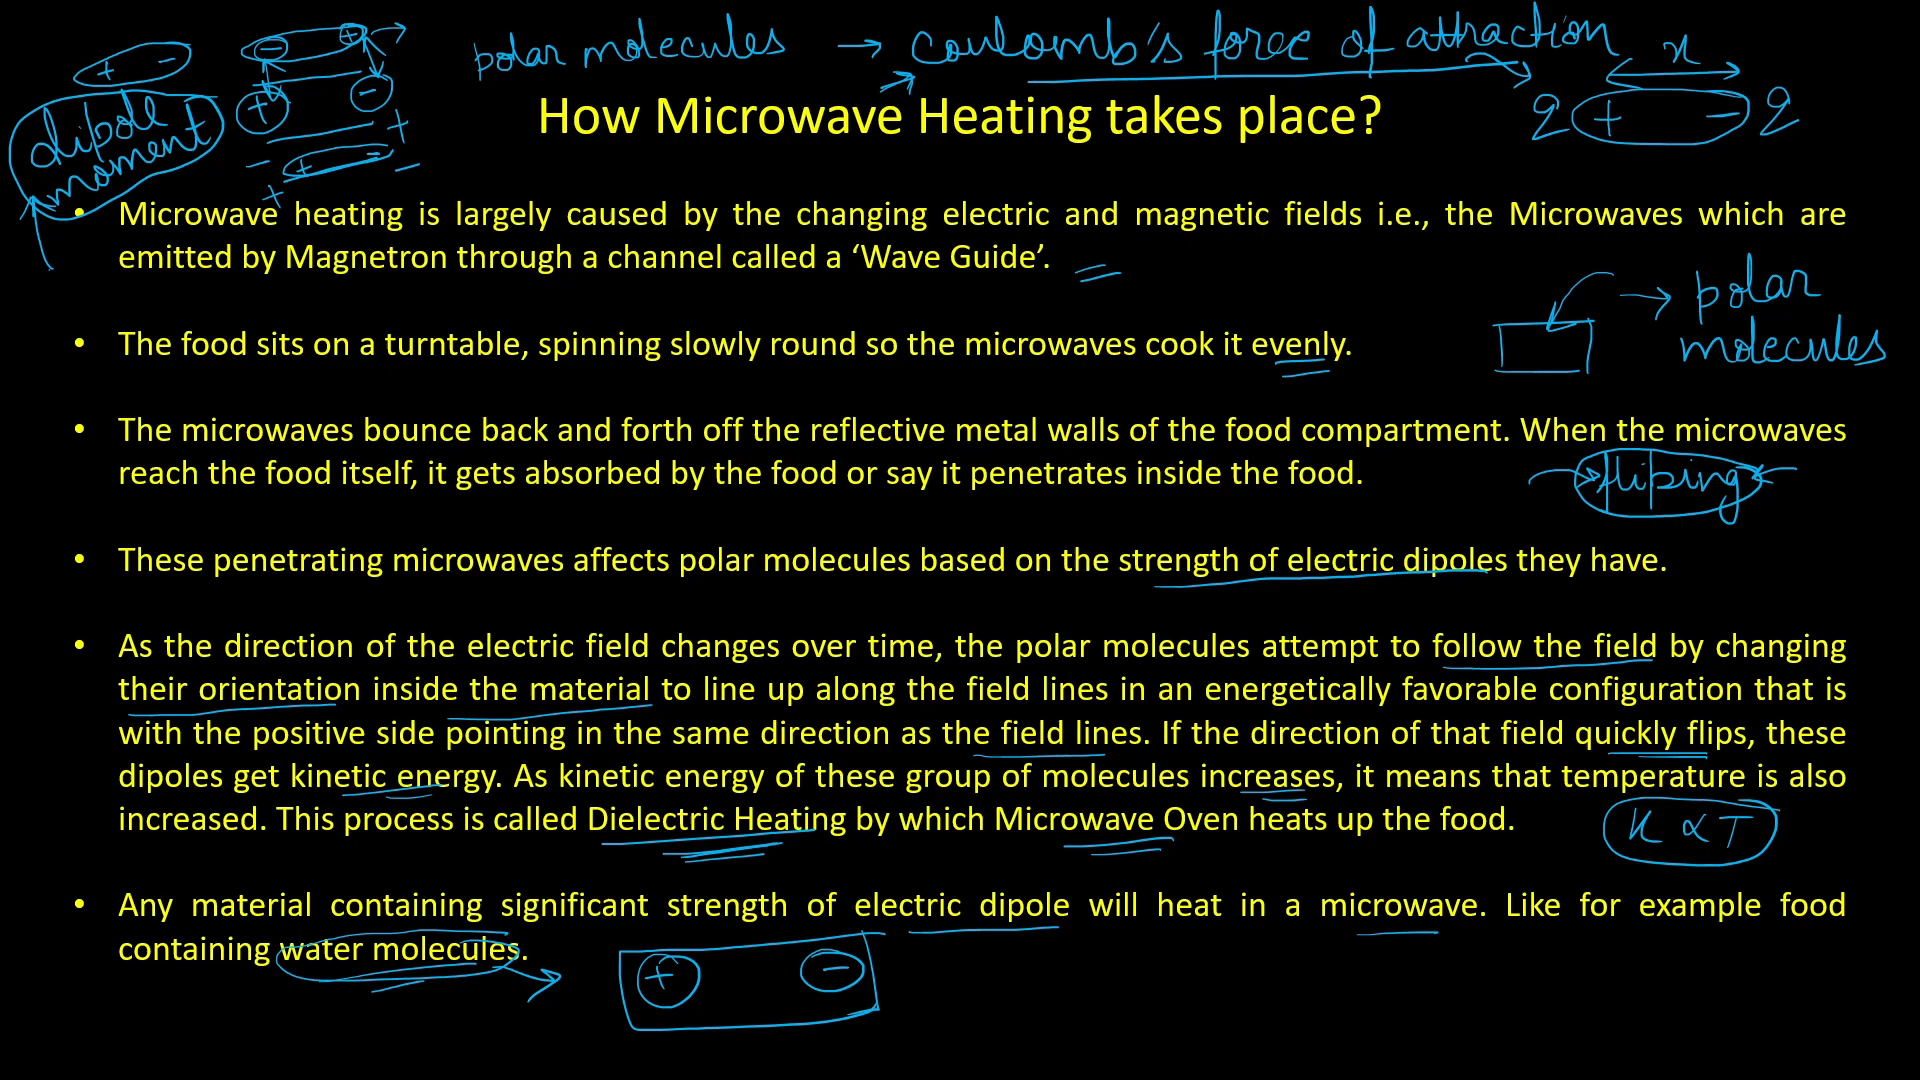 polar molecules → Coulomb's force of attraction
x
+ -
- +
+ -
q + - q
How Microwave Heating takes place?
dipole
moment
+
- + - -
+
• Microwave heating is largely caused by the changing electric and magnetic fields i.e., the Microwaves which are
emitted by Magnetron through a channel called a ‘Wave Guide’.
→ polar
molecules
• The food sits on a turntable, spinning slowly round so the microwaves cook it evenly.
• The microwaves bounce back and forth off the reflective metal walls of the food compartment. When the microwaves
reach the food itself, it gets absorbed by the food or say it penetrates inside the food.
fliping
• These penetrating microwaves affects polar molecules based on the strength of electric dipoles they have.
• As the direction of the electric field changes over time, the polar molecules attempt to follow the field by changing
their orientation inside the material to line up along the field lines in an energetically favorable configuration that is
with the positive side pointing in the same direction as the field lines. If the direction of that field quickly flips, these
dipoles get kinetic energy. As kinetic energy of these group of molecules increases, it means that temperature is also
increased. This process is called Dielectric Heating by which Microwave Oven heats up the food.
K ∝ T
• Any material containing significant strength of electric dipole will heat in a microwave. Like for example food
containing water molecules.
+ -